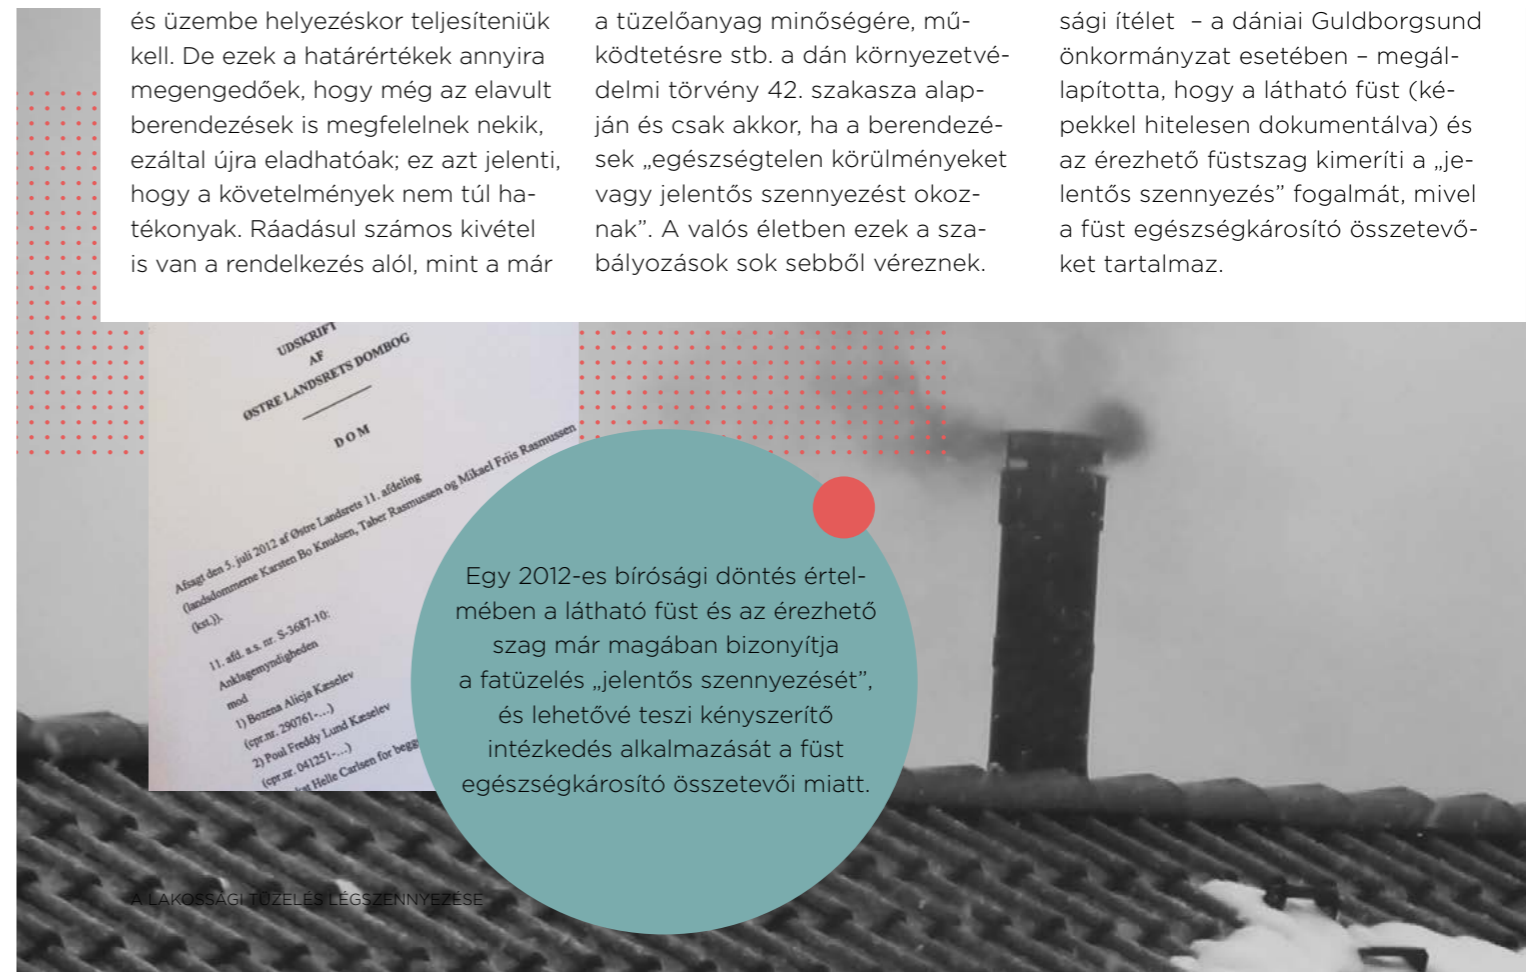 és üzembe helyezéskor teljesíteniük
kell. De ezek a határértékek annyira
megengedőek, hogy még az elavult
berendezések is megfelelnek nekik,
ezáltal újra eladhatóak; ez azt jelenti,
hogy a követelmények nem túl ha-
tékonyak. Ráadásul számos kivétel
is van a rendelkezés alól, mint a már
a tüzelőanyag minőségére, mű-
ködtetésre stb. a dán környezetvé-
delmi törvény 42. szakasza alap-
ján és csak akkor, ha a berendezé-
sek „egészségtelen körülményeket
vagy jelentős szennyezést okoz-
nak”. A valós életben ezek a sza-
bályozások sok sebből véreznek.
sági ítélet – a dániai Guldborgsund
önkormányzat esetében – megál-
lapította, hogy a látható füst (ké-
pekkel hitelesen dokumentálva) és
az érezhető füstszag kimeríti a „je-
lentős szennyezés” fogalmát, mivel
a füst egészségkárosító összetevő-
ket tartalmaz.
UDSKRIFT
AF
ØSTRE LANDSRETS DOMBOG
DOM
Afsagt den 5. juli 2012 af Østre Landsrets 11. afdeling
(landsdommerne Karsten Bo Knudsen, Taber Rasmussen og Mikael Friis Rasmussen
(kst.)).
11. afd. a.s. nr. S-3687-10:
Anklagemyndigheden
mod
1) Bozena Alicja Kæselev
(cpr.nr. 290761-...)
2) Poul Freddy Lund Kæselev
(cpr.nr. 041251-...)
Helle Carlsen for
Egy 2012-es bírósági döntés értel-
mében a látható füst és az érezhető
szag már magában bizonyítja
a fatüzelés „jelentős szennyezését”,
és lehetővé teszi kényszerítő
intézkedés alkalmazását a füst
egészségkárosító összetevői miatt.
A LAKOSSÁGI TÜZELÉS LÉGSZENNYEZÉSE